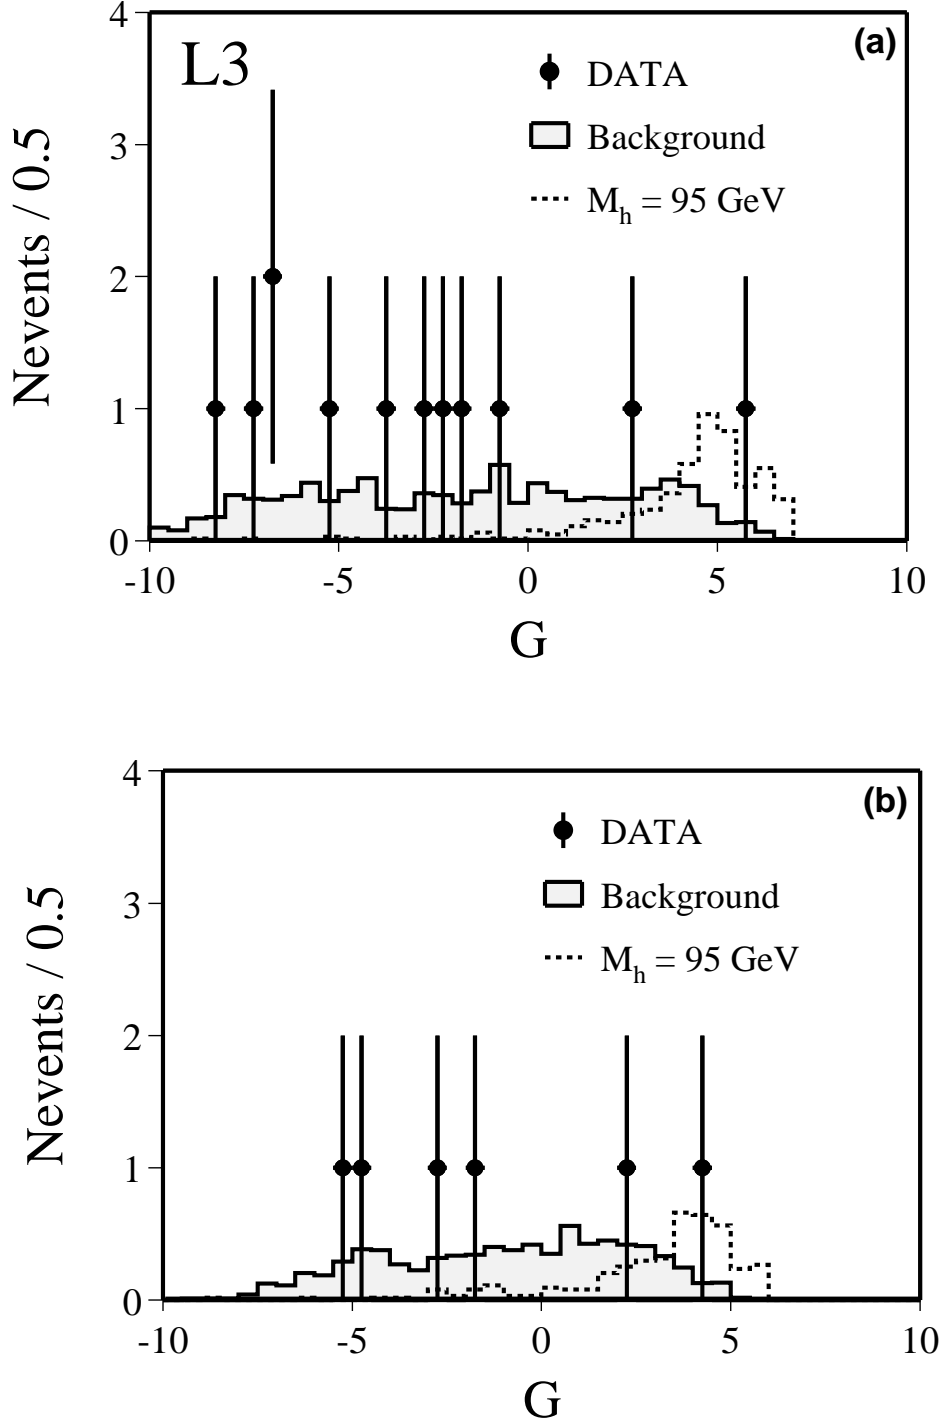 4
(a)
L3
DATA
3
Background
M_h = 95 GeV
2
1
0
Nevents / 0.5
-10 -5 0 5 10
G
4
(b)
DATA
3
Background
M_h = 95 GeV
2
1
0
Nevents / 0.5
-10 -5 0 5 10
G